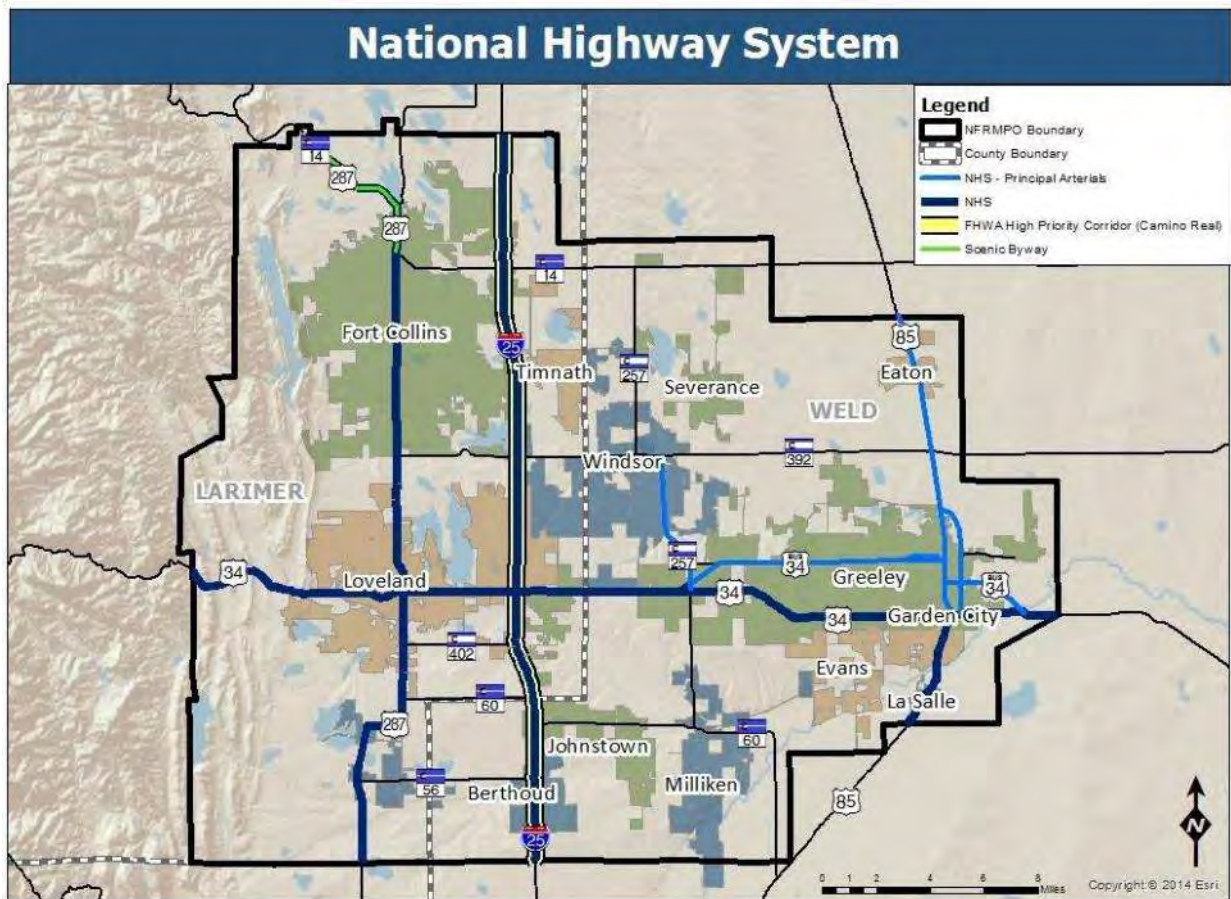 National Highway System
Legend
NFRMPO Boundary
County Boundary
NHS - Principal Arterials
NHS
FHWA High Priority Corridor (Camino Real)
Scenic Byway
14
287
287
14
85
Fort Collins
25
Timnath
257
Severance
Eaton
WELD
Windsor
392
LARIMER
257
BUS
34
34
Loveland
Greeley
BUS
34
34
34
Garden City
402
Evans
60
La Salle
287
60
Johnstown
56
Berthoud
Milliken
85
25
N
0 1 2 4 6 8
Miles
Copyright:© 2014 Esri